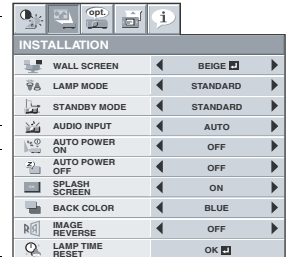 opt.
i
INSTALLATION
WALL SCREEN BEIGE
LAMP MODE STANDARD
STANDBY MODE STANDARD
AUDIO INPUT AUTO
AUTO POWER
ON OFF
AUTO POWER
OFF OFF
SPLASH
SCREEN ON
BACK COLOR BLUE
IMAGE
REVERSE OFF
LAMP TIME
RESET OK